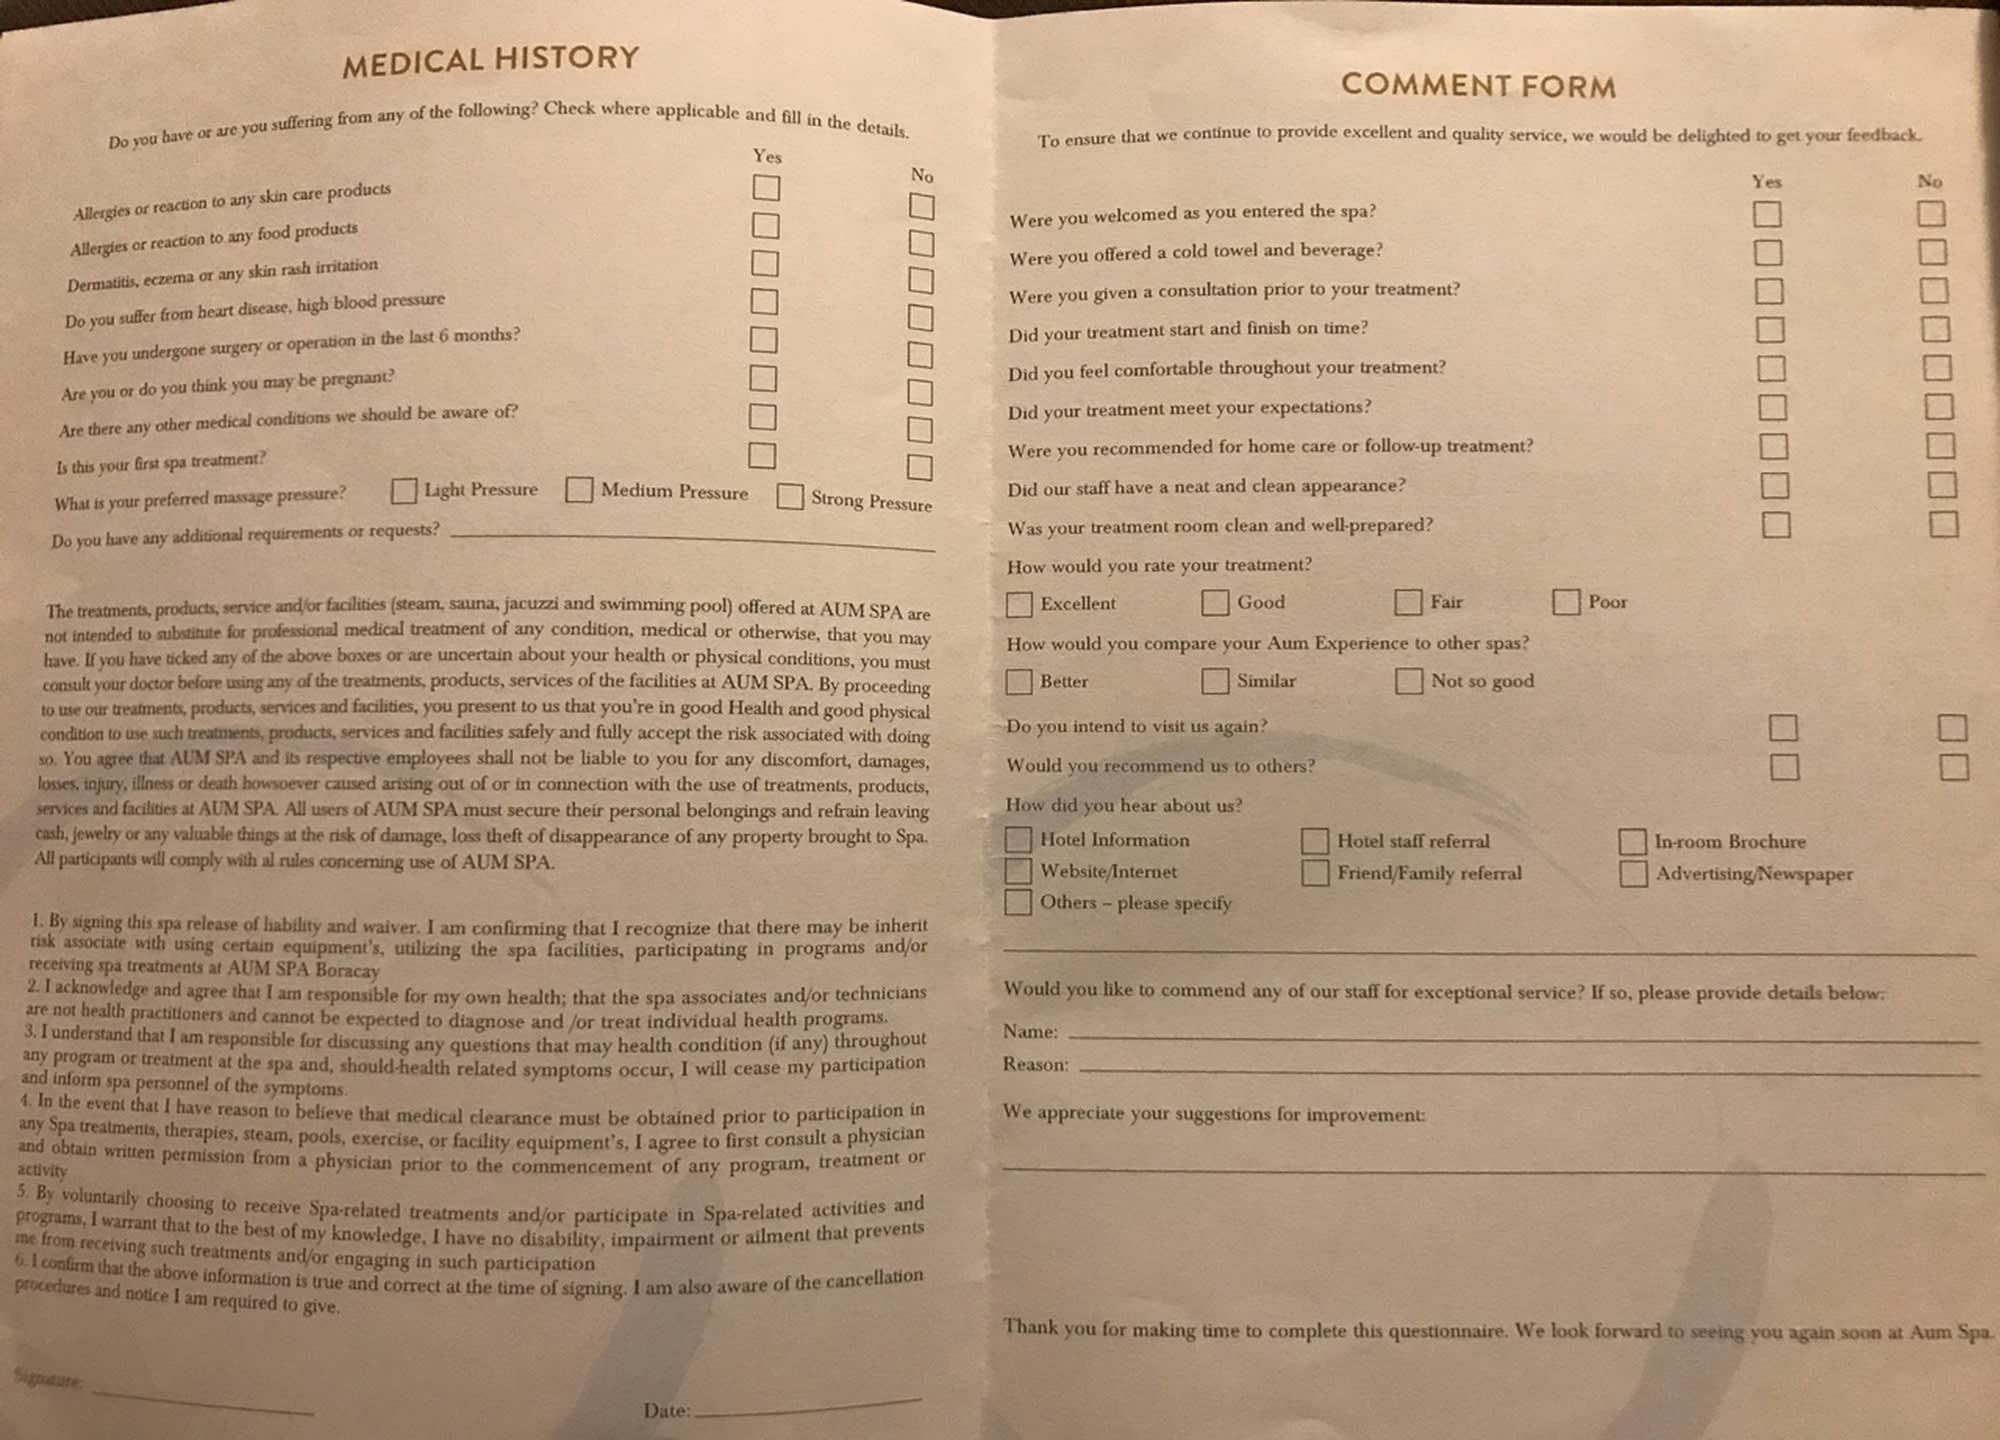 MEDICAL HISTORY
Do you have or are you suffering from any of the following? Check where applicable and fill in the details.
Yes No
Allergies or reaction to any skin care products
Allergies or reaction to any food products
Dermatitis, eczema or any skin rash irritation
Do you suffer from heart disease, high blood pressure
Have you undergone surgery or operation in the last 6 months?
Are you or do you think you may be pregnant?
Are there any other medical conditions we should be aware of?
Is this your first spa treatment?
What is your preferred massage pressure? Light Pressure Medium Pressure Strong Pressure
Do you have any additional requirements or requests?
The treatments, products, service and/or facilities (steam, sauna, jacuzzi and swimming pool) offered at AUM SPA are
not intended to substitute for professional medical treatment of any condition, medical or otherwise, that you may
have. If you have ticked any of the above boxes or are uncertain about your health or physical conditions, you must
consult your doctor before using any of the treatments, products, services of the facilities at AUM SPA. By proceeding
to use our treatments, products, services and facilities, you present to us that you're in good Health and good physical
condition to use such treatments, products, services and facilities safely and fully accept the risk associated with doing
so. You agree that AUM SPA and its respective employees shall not be liable to you for any discomfort, damages,
losses, injury, illness or death howsoever caused arising out of or in connection with the use of treatments, products,
services and facilities at AUM SPA. All users of AUM SPA must secure their personal belongings and refrain leaving
cash, jewelry or any valuable things at the risk of damage, loss theft of disappearance of any property brought to Spa.
All participants will comply with al rules concerning use of AUM SPA.
1. By signing this spa release of liability and waiver. I am confirming that I recognize that there may be inherit
risk associate with using certain equipment's, utilizing the spa facilities, participating in programs and/or
receiving spa treatments at AUM SPA Boracay
2. I acknowledge and agree that I am responsible for my own health; that the spa associates and/or technicians
are not health practitioners and cannot be expected to diagnose and /or treat individual health programs.
3. I understand that I am responsible for discussing any questions that may health condition (if any) throughout
any program or treatment at the spa and, should-health related symptoms occur, I will cease my participation
and inform spa personnel of the symptoms.
4. In the event that I have reason to believe that medical clearance must be obtained prior to participation in
any Spa treatments, therapies, steam, pools, exercise, or facility equipment's, I agree to first consult a physician
and obtain written permission from a physician prior to the commencement of any program, treatment or
activity
5. By voluntarily choosing to receive Spa-related treatments and/or participate in Spa-related activities and
programs, I warrant that to the best of my knowledge, I have no disability, impairment or ailment that prevents
me from receiving such treatments and/or engaging in such participation
6. I confirm that the above information is true and correct at the time of signing. I am also aware of the cancellation
procedures and notice I am required to give.
Signature:
Date:
COMMENT FORM
To ensure that we continue to provide excellent and quality service, we would be delighted to get your feedback.
Yes No
Were you welcomed as you entered the spa?
Were you offered a cold towel and beverage?
Were you given a consultation prior to your treatment?
Did your treatment start and finish on time?
Did you feel comfortable throughout your treatment?
Did your treatment meet your expectations?
Were you recommended for home care or follow-up treatment?
Did our staff have a neat and clean appearance?
Was your treatment room clean and well-prepared?
How would you rate your treatment?
Excellent Good Fair Poor
How would you compare your Aum Experience to other spas?
Better Similar Not so good
Do you intend to visit us again?
Would you recommend us to others?
How did you hear about us?
Hotel Information Hotel staff referral In-room Brochure
Website/Internet Friend/Family referral Advertising/Newspaper
Others – please specify
Would you like to commend any of our staff for exceptional service? If so, please provide details below:
Name:
Reason:
We appreciate your suggestions for improvement:
Thank you for making time to complete this questionnaire. We look forward to seeing you again soon at Aum Spa.